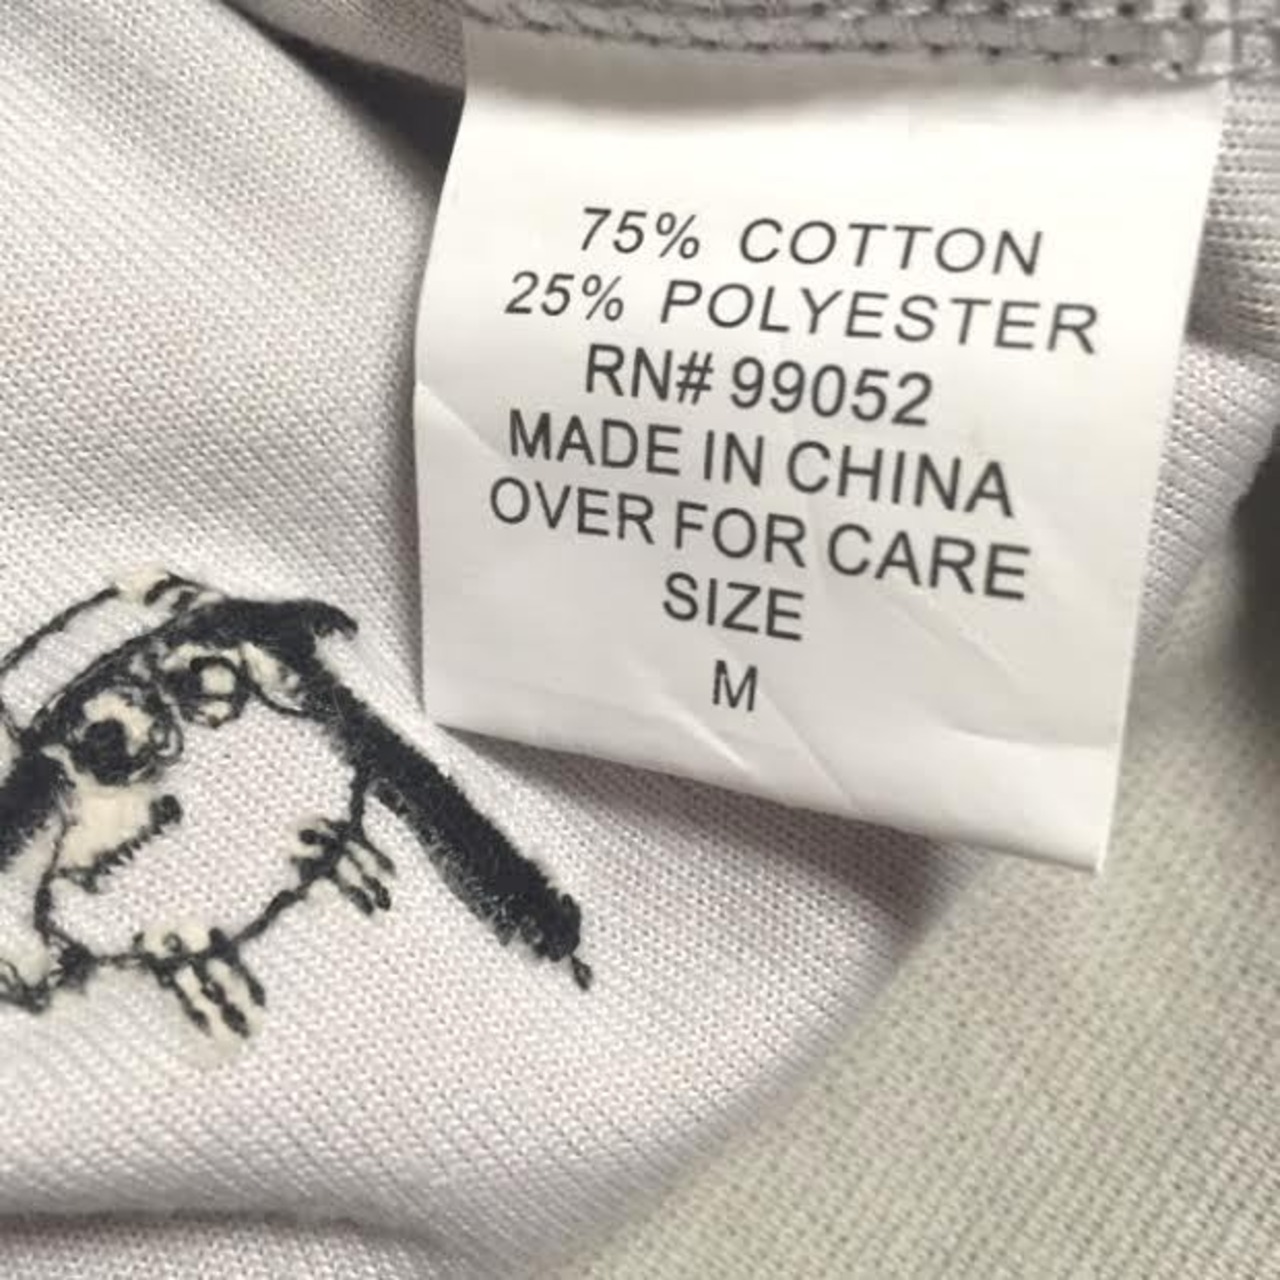 75% COTTON
25% POLYESTER
RN# 99052
MADE IN CHINA
OVER FOR CARE
SIZE
M